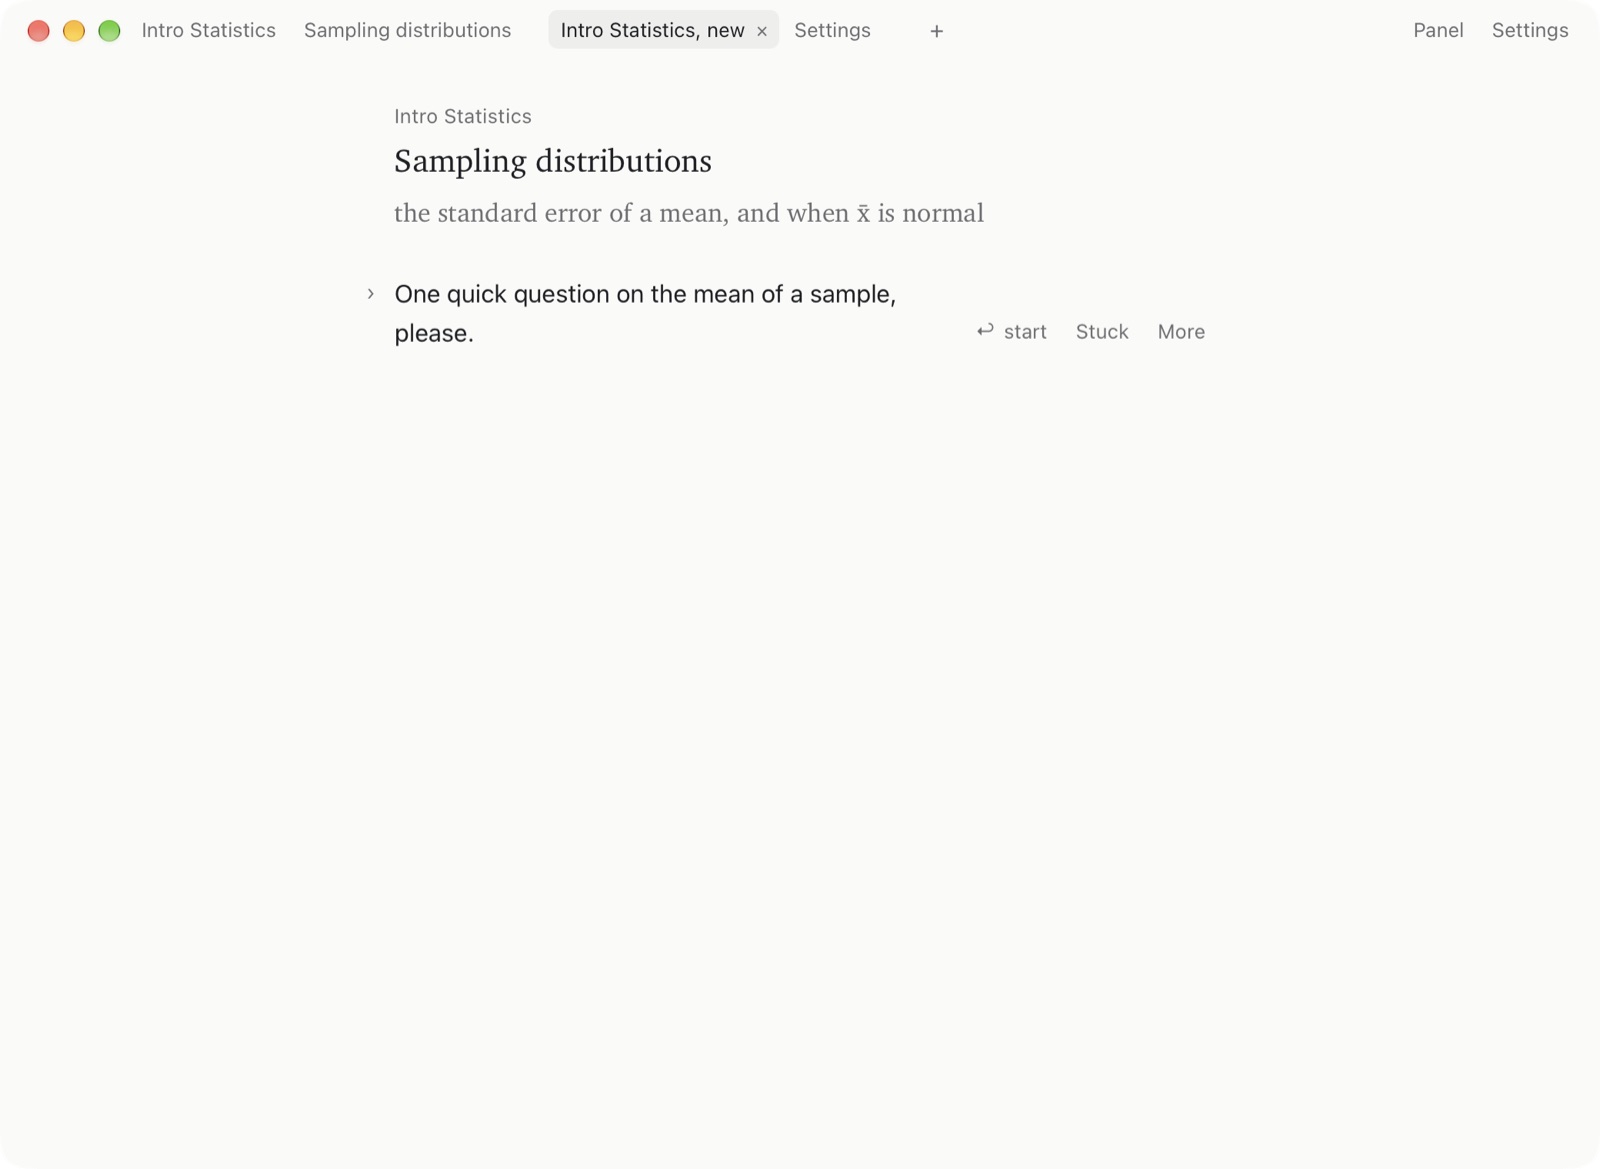 Intro Statistics Sampling distributions Intro Statistics, new × Settings + Panel Settings
Intro Statistics
Sampling distributions
the standard error of a mean, and when x̄ is normal
› One quick question on the mean of a sample,
please.
↩ start Stuck More